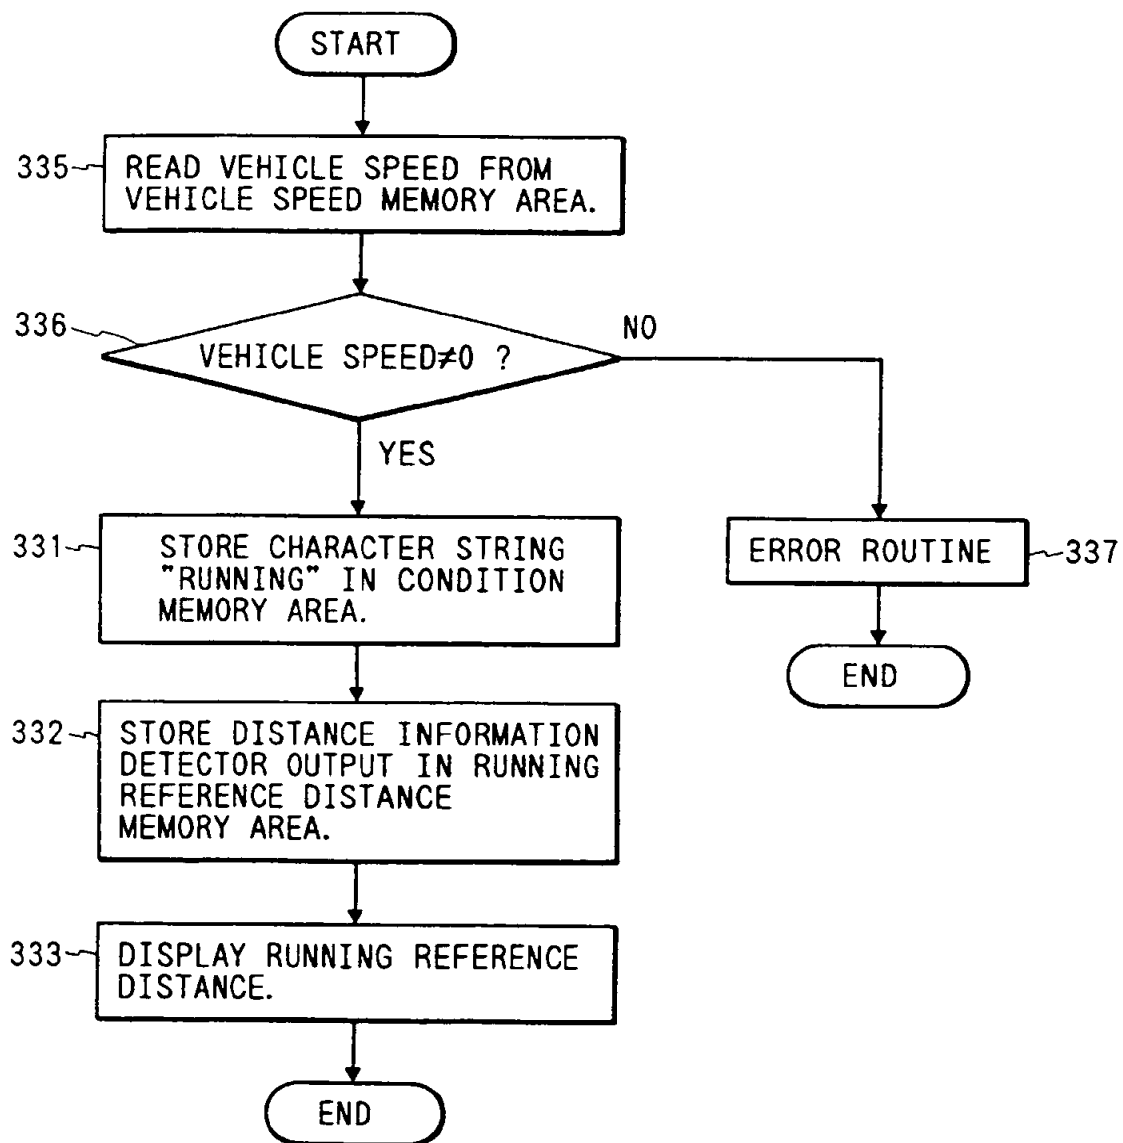 START
335
READ VEHICLE SPEED FROM
VEHICLE SPEED MEMORY AREA.
336
VEHICLE SPEED≠0 ?
NO
YES
331
STORE CHARACTER STRING
"RUNNING" IN CONDITION
MEMORY AREA.
ERROR ROUTINE
337
END
332
STORE DISTANCE INFORMATION
DETECTOR OUTPUT IN RUNNING
REFERENCE DISTANCE
MEMORY AREA.
333
DISPLAY RUNNING REFERENCE
DISTANCE.
END